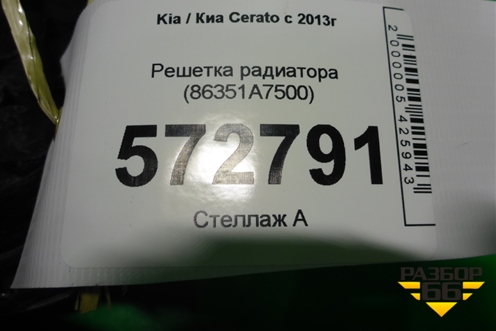 Kia / Киа Cerato с 2013г
Решетка радиатора
(86351A7500)
572791
Стеллаж А
2000005425943
РАЗБОР
66